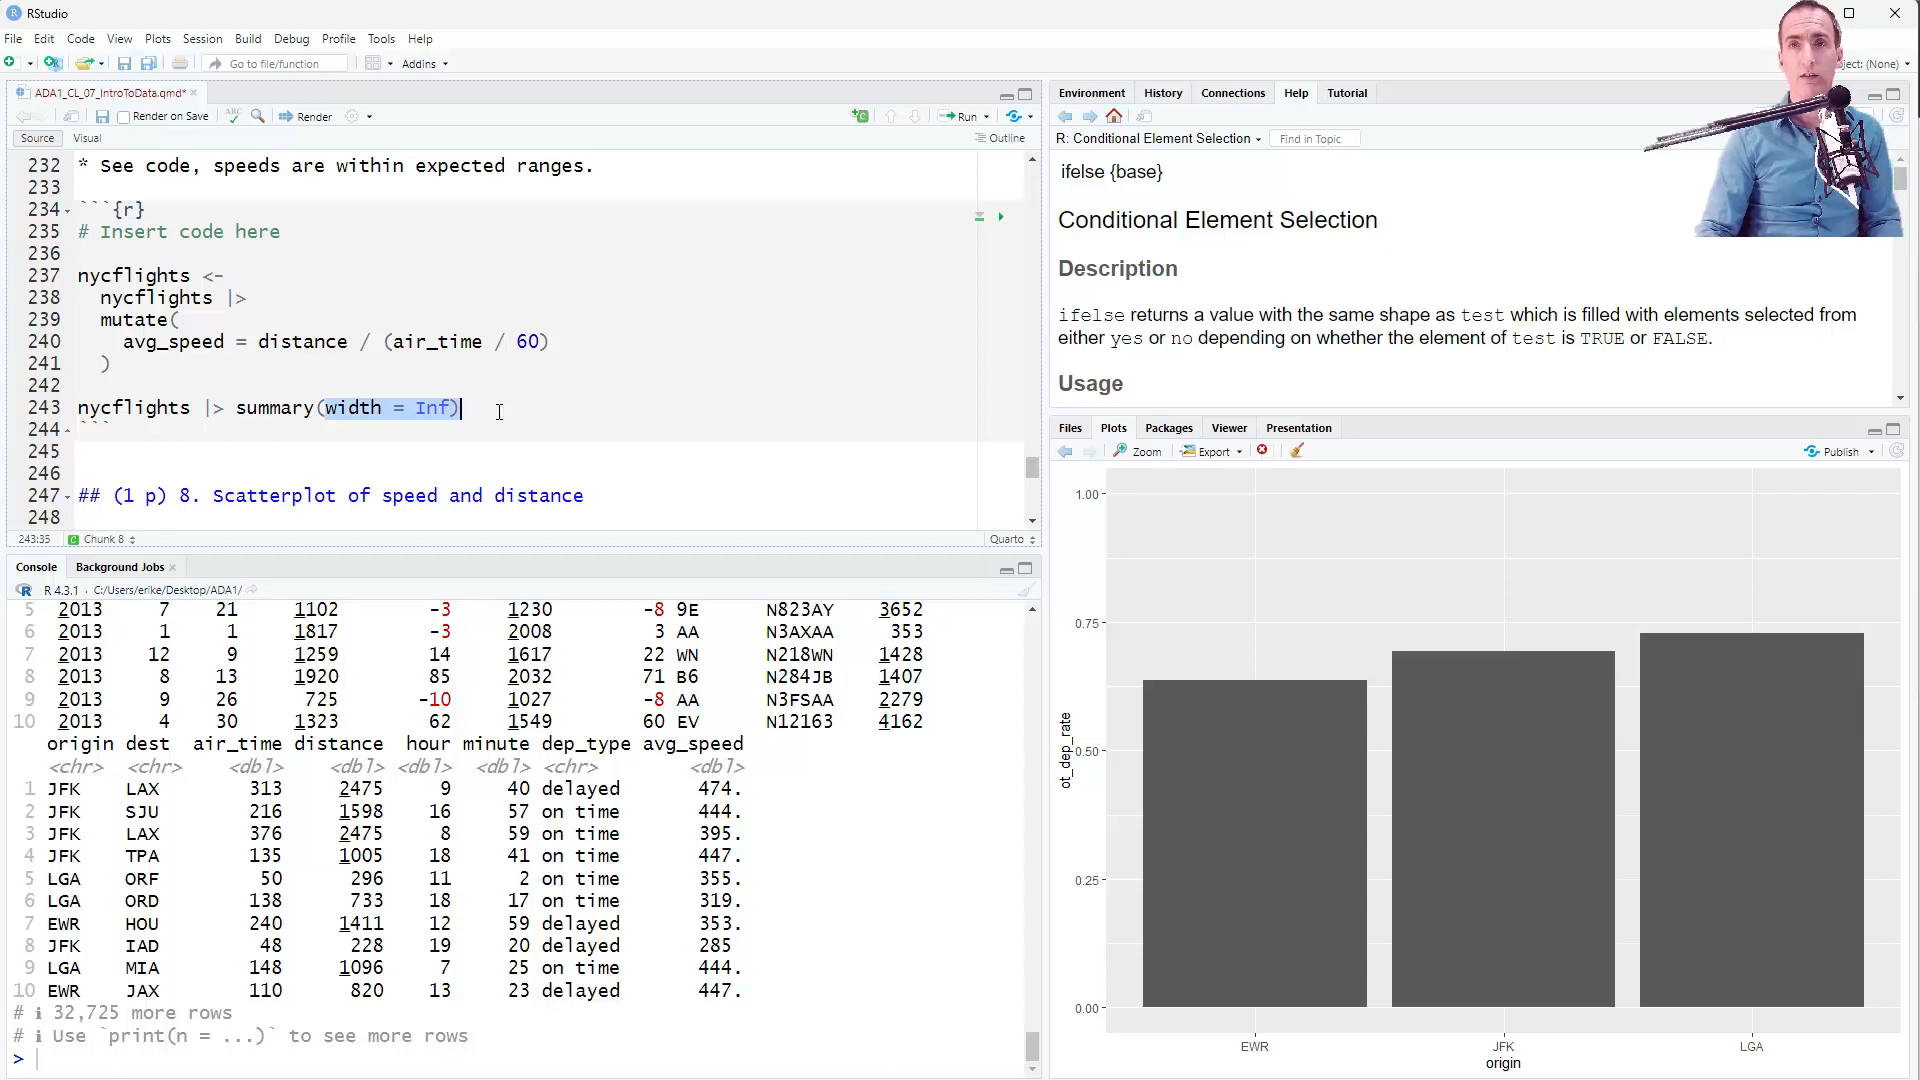 RStudio
File Edit Code View Plots Session Build Debug Profile Tools Help
Go to file/function Addins
ject: (None)
ADA1_CL_07_IntroToData.qmd*
Render on Save Render Run
Source Visual Outline
232 * See code, speeds are within expected ranges.
233
234 ```{r}
235 # Insert code here
236
237 nycflights <-
238 nycflights |>
239 mutate(
240 avg_speed = distance / (air_time / 60)
241 )
242
243 nycflights |> summary(width = Inf)
244 ```
245
246
247 ## (1 p) 8. Scatterplot of speed and distance
248
243:35 Chunk 8 Quarto
Console Background Jobs
R 4.3.1 · C:/Users/erike/Desktop/ADA1/
5 2013 7 21 1102 -3 1230 -8 9E N823AY 3652
6 2013 1 1 1817 -3 2008 3 AA N3AXAA 353
7 2013 12 9 1259 14 1617 22 WN N218WN 1428
8 2013 8 13 1920 85 2032 71 B6 N284JB 1407
9 2013 9 26 725 -10 1027 -8 AA N3FSAA 2279
10 2013 4 30 1323 62 1549 60 EV N12163 4162
origin dest air_time distance hour minute dep_type avg_speed
<chr> <chr> <dbl> <dbl> <dbl> <dbl> <chr> <dbl>
1 JFK LAX 313 2475 9 40 delayed 474.
2 JFK SJU 216 1598 16 57 on time 444.
3 JFK LAX 376 2475 8 59 on time 395.
4 JFK TPA 135 1005 18 41 on time 447.
5 LGA ORF 50 296 11 2 on time 355.
6 LGA ORD 138 733 18 17 on time 319.
7 EWR HOU 240 1411 12 59 delayed 353.
8 JFK IAD 48 228 19 20 delayed 285
9 LGA MIA 148 1096 7 25 on time 444.
10 EWR JAX 110 820 13 23 delayed 447.
# ℹ 32,725 more rows
# ℹ Use `print(n = ...)` to see more rows
>
Environment History Connections Help Tutorial
R: Conditional Element Selection Find in Topic
ifelse {base}
Conditional Element Selection
Description
ifelse returns a value with the same shape as test which is filled with elements selected from
either yes or no depending on whether the element of test is TRUE or FALSE.
Usage
Files Plots Packages Viewer Presentation
Zoom Export Publish
1.00
0.75
0.50
0.25
0.00
ot_dep_rate
EWR JFK LGA
origin